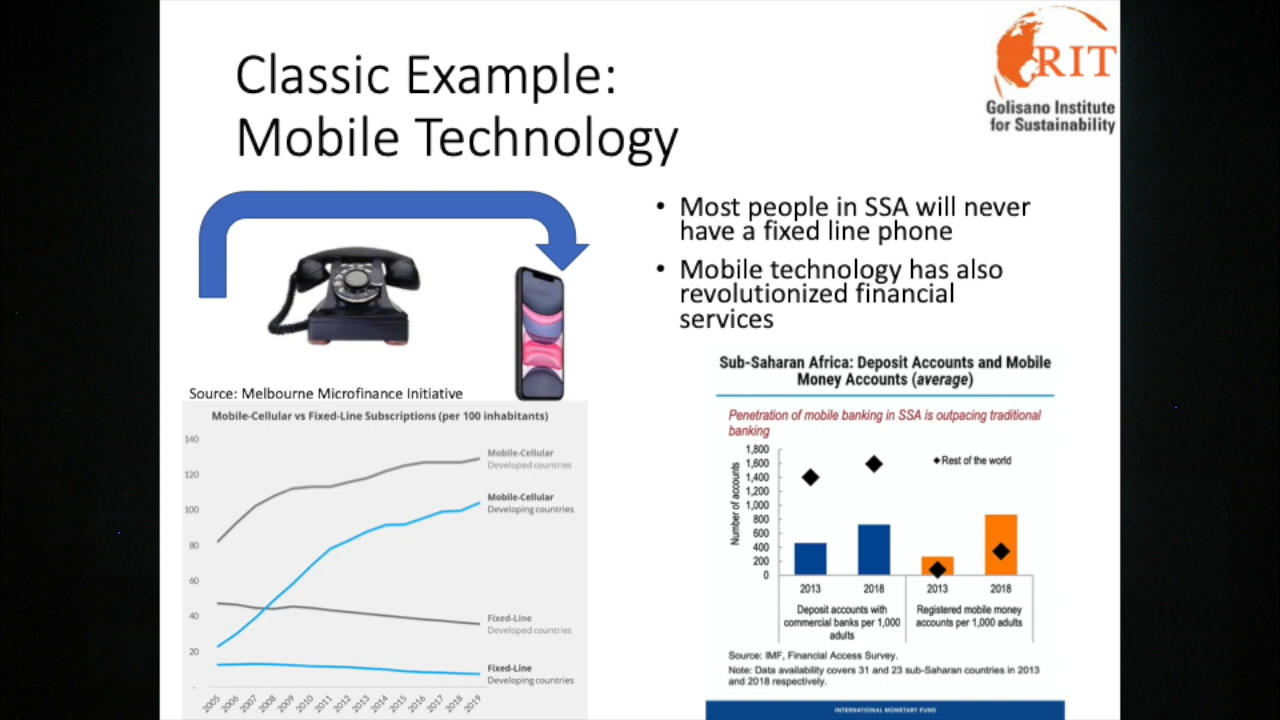 Classic Example:
Mobile Technology
RIT
Golisano Institute
for Sustainability
• Most people in SSA will never
have a fixed line phone
• Mobile technology has also
revolutionized financial
services
Source: Melbourne Microfinance Initiative
Mobile-Cellular vs Fixed-Line Subscriptions (per 100 inhabitants)
140
120
100
80
60
40
20
-
Mobile-Cellular
Developed countries
Mobile-Cellular
Developing countries
Fixed-Line
Developed countries
Fixed-Line
Developing countries
2005 2006 2007 2008 2009 2010 2011 2012 2013 2014 2015 2016 2017 2018 2019
Sub-Saharan Africa: Deposit Accounts and Mobile
Money Accounts (average)
Penetration of mobile banking in SSA is outpacing traditional
banking
Number of accounts
1,800
1,600
1,400
1,200
1,000
800
600
400
200
0
◆Rest of the world
2013 2018 2013 2018
Deposit accounts with
commercial banks per 1,000
adults
Registered mobile money
accounts per 1,000 adults
Source: IMF, Financial Access Survey.
Note: Data availability covers 31 and 23 sub-Saharan countries in 2013
and 2018 respectively.
INTERNATIONAL MONETARY FUND